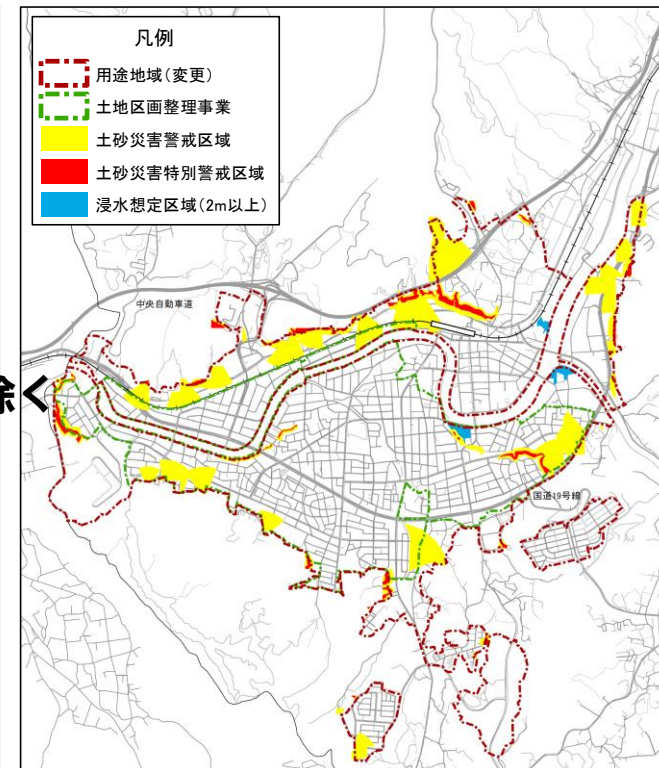 凡例
用途地域(変更)
土地区画整理事業
土砂災害警戒区域
土砂災害特別警戒区域
浸水想定区域(2m以上)
中央自動車道
除く
国道19号線